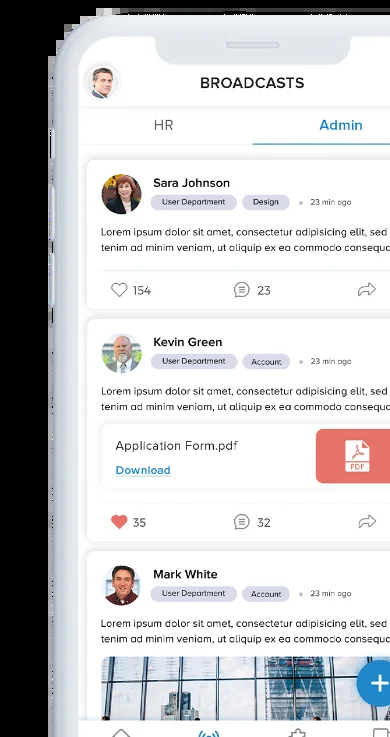 BROADCASTS
HR
Admin
Sara Johnson
User Department
Design
23 min ago
Lorem ipsum dolor sit amet, consectetur adipisicing elit, sed
tenim ad minim veniam, ut aliquip ex ea commodo consequa
154
23
Kevin Green
User Department
Account
23 min ago
Lorem ipsum dolor sit amet, consectetur adipisicing elit, sed
tenim ad minim veniam, ut aliquip ex ea commodo consequa
Application Form.pdf
Download
PDF
35
32
Mark White
User Department
Account
23 min ago
Lorem ipsum dolor sit amet, consectetur adipisicing elit, sed
tenim ad minim veniam, ut aliquip ex ea commodo consequa